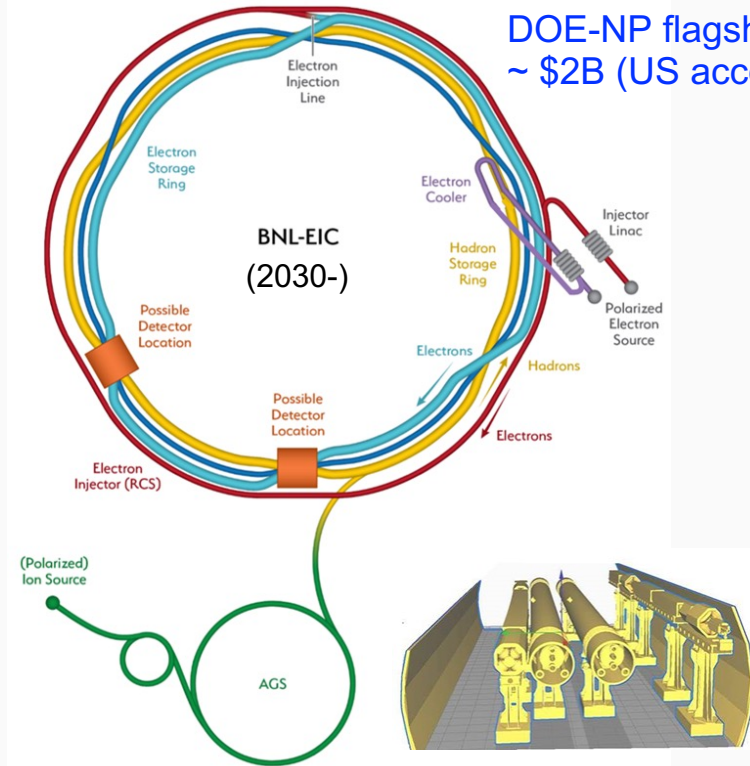 DOE-NP flagsh
~ $2B (US acce
Electron
Injection
Line
Electron
Storage
Ring
Electron
Cooler
Injector
Linac
BNL-EIC
(2030-)
Hadron
Storage
Ring
Polarized
Electron
Source
Possible
Detector
Location
Electrons
Hadrons
Possible
Detector
Location
Electrons
Electron
Injector (RCS)
(Polarized)
Ion Source
AGS